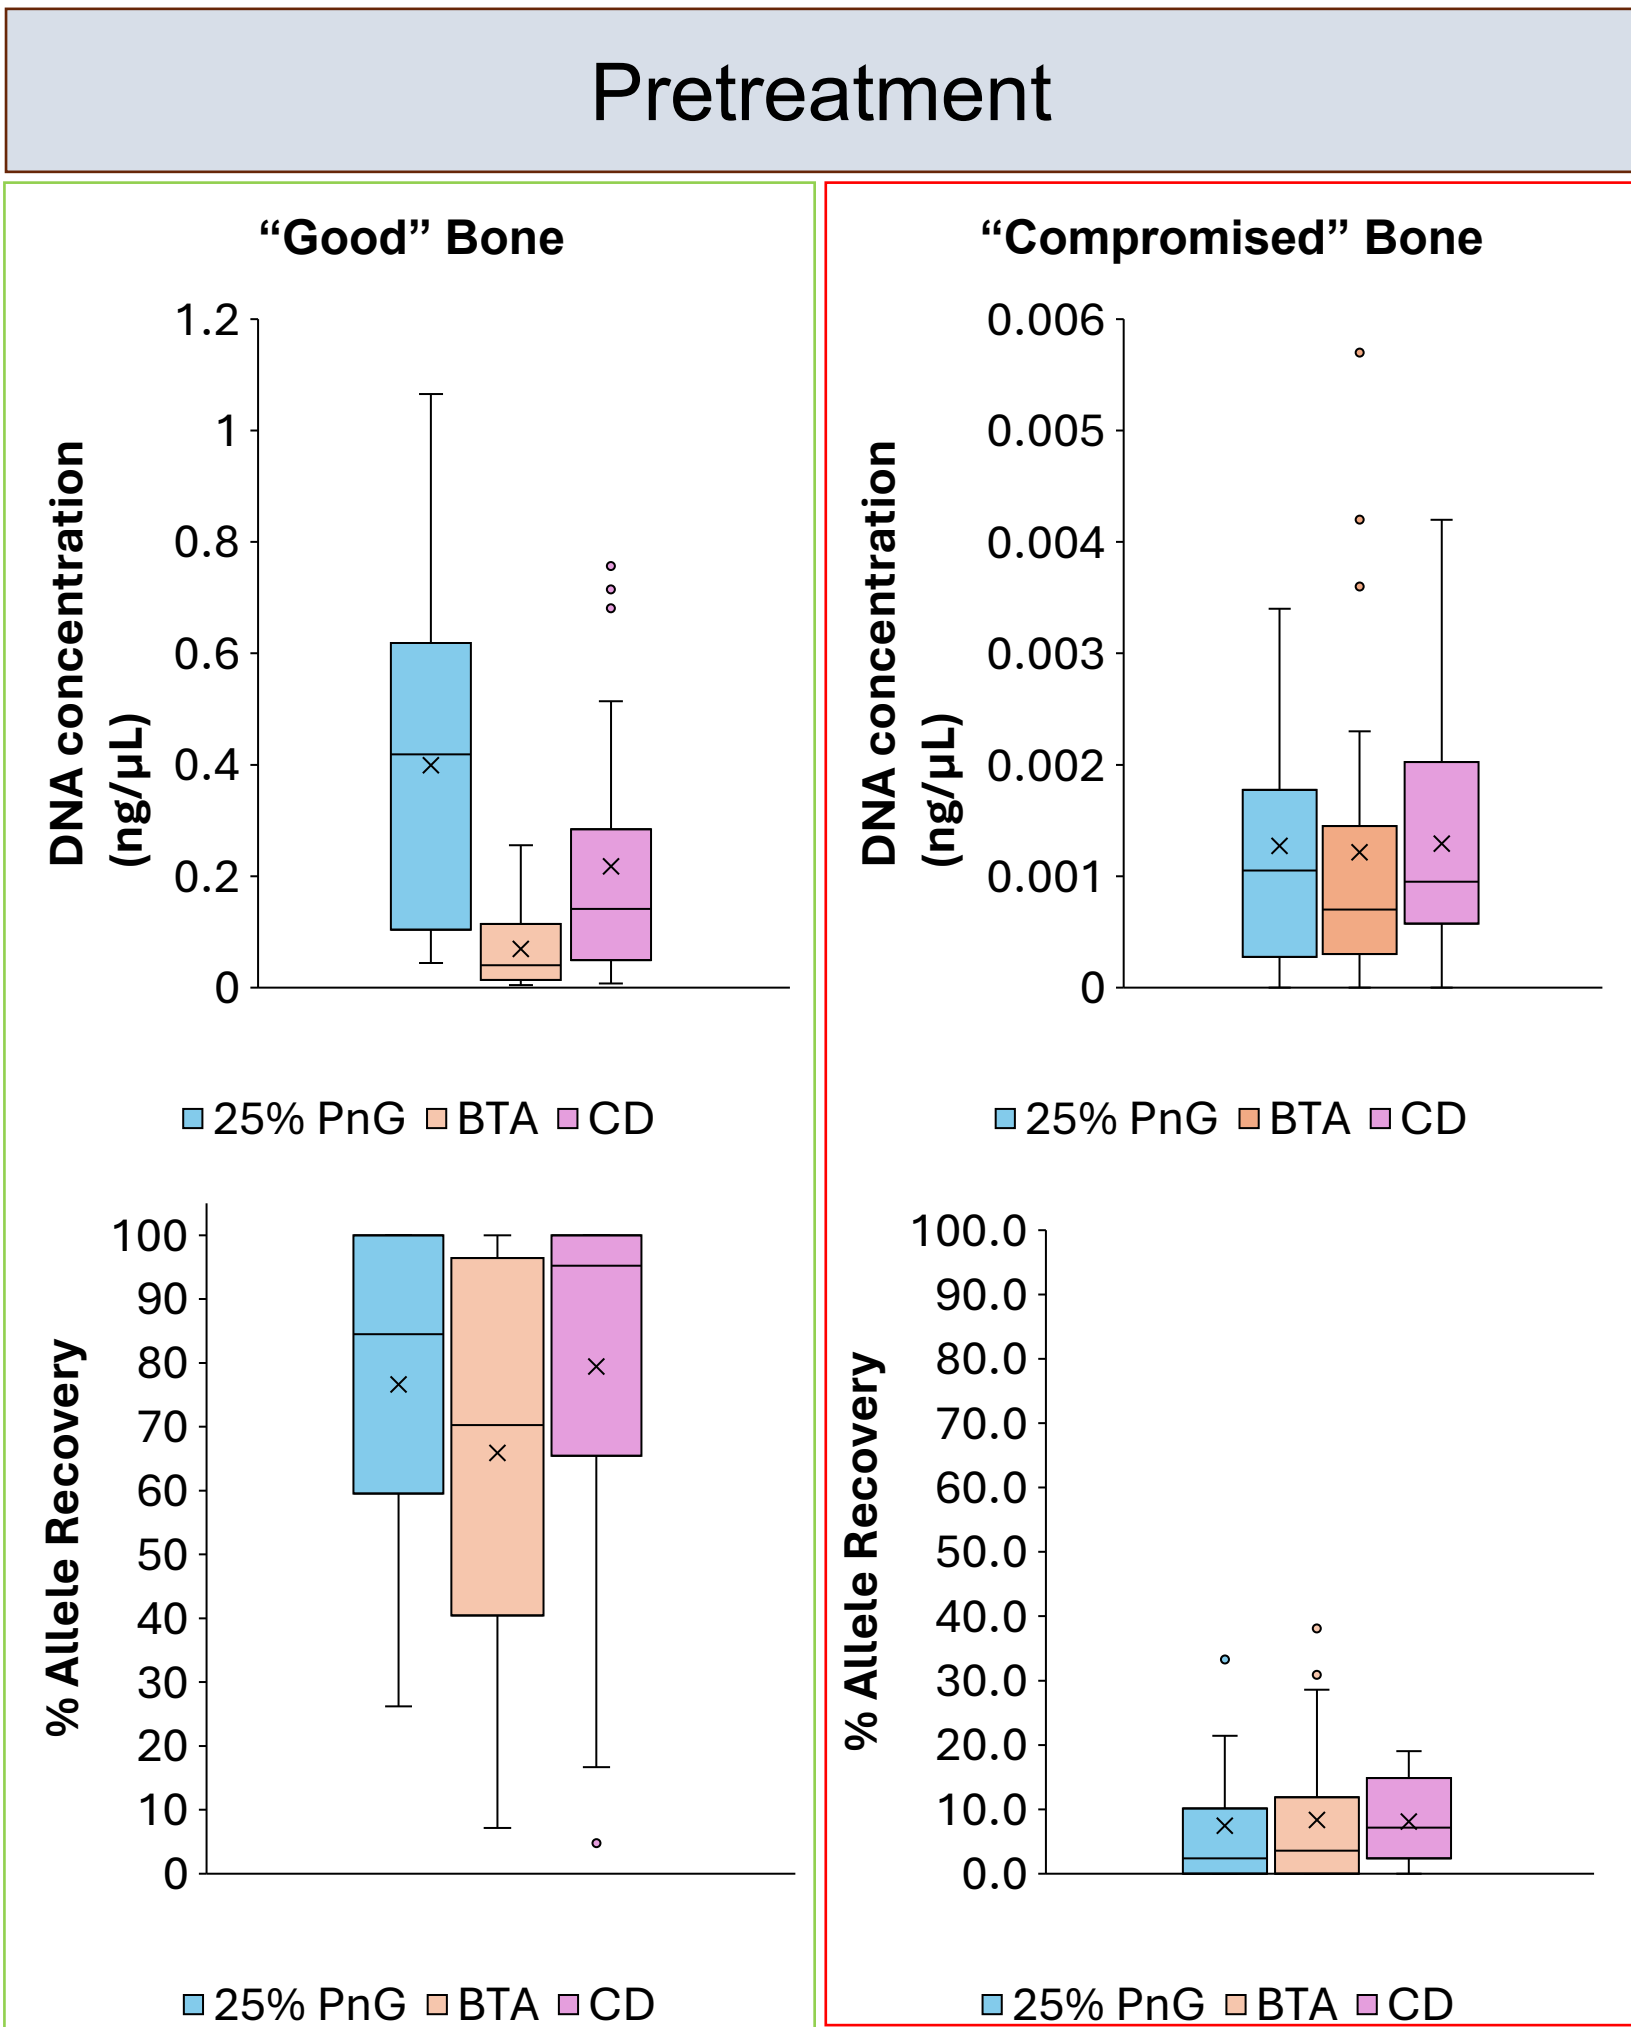 Pretreatment
“Good” Bone
1.2
1
0.8
0.6
0.4
0.2
0
DNA concentration
(ng/µL)
25% PnG BTA CD
100
90
80
70
60
50
40
30
20
10
0
% Allele Recovery
25% PnG BTA CD
“Compromised” Bone
0.006
0.005
0.004
0.003
0.002
0.001
0
DNA concentration
(ng/µL)
25% PnG BTA CD
100.0
90.0
80.0
70.0
60.0
50.0
40.0
30.0
20.0
10.0
0.0
% Allele Recovery
25% PnG BTA CD